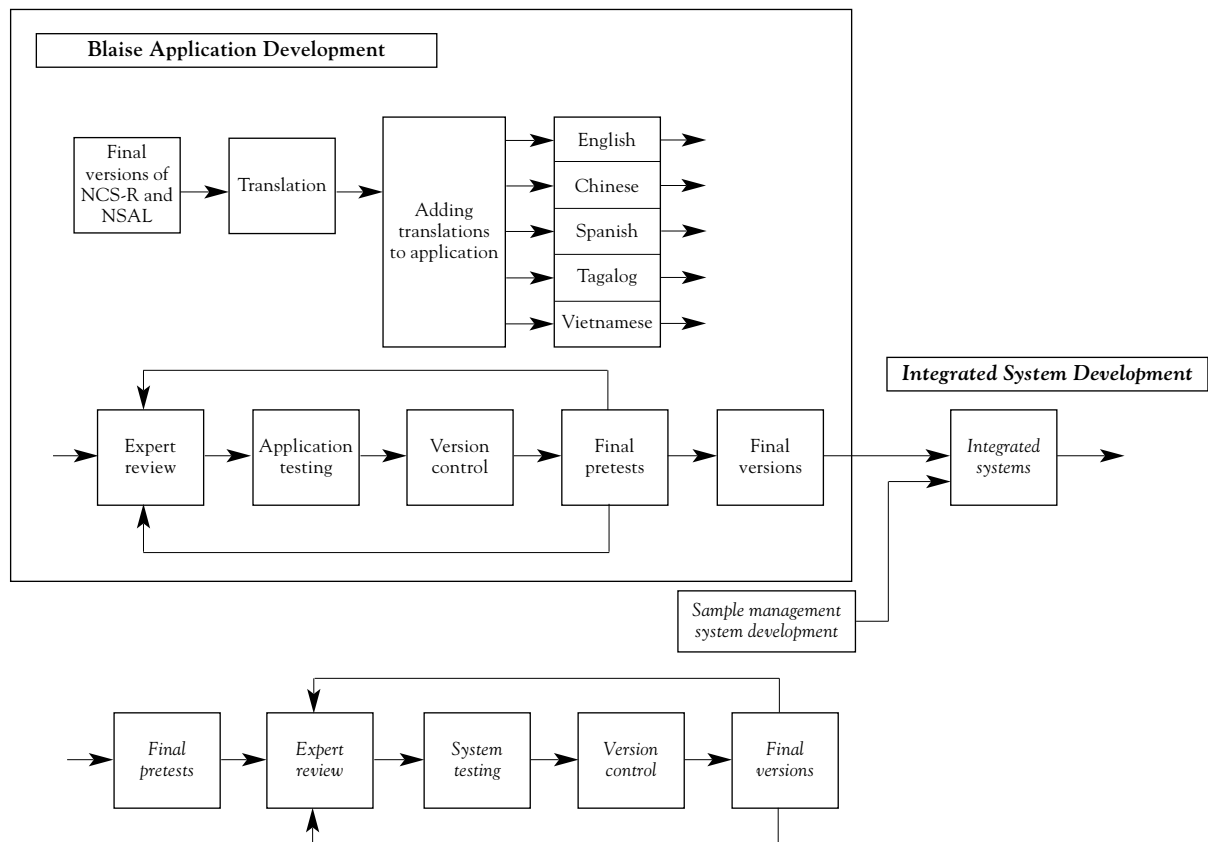 Blaise Application Development
Final
versions of
NCS-R and
NSAL
Translation
Adding
translations
to application
English
Chinese
Spanish
Tagalog
Vietnamese
Expert
review
Application
testing
Version
control
Final
pretests
Final
versions
Integrated System Development
Integrated
systems
Sample management
system development
Final
pretests
Expert
review
System
testing
Version
control
Final
versions